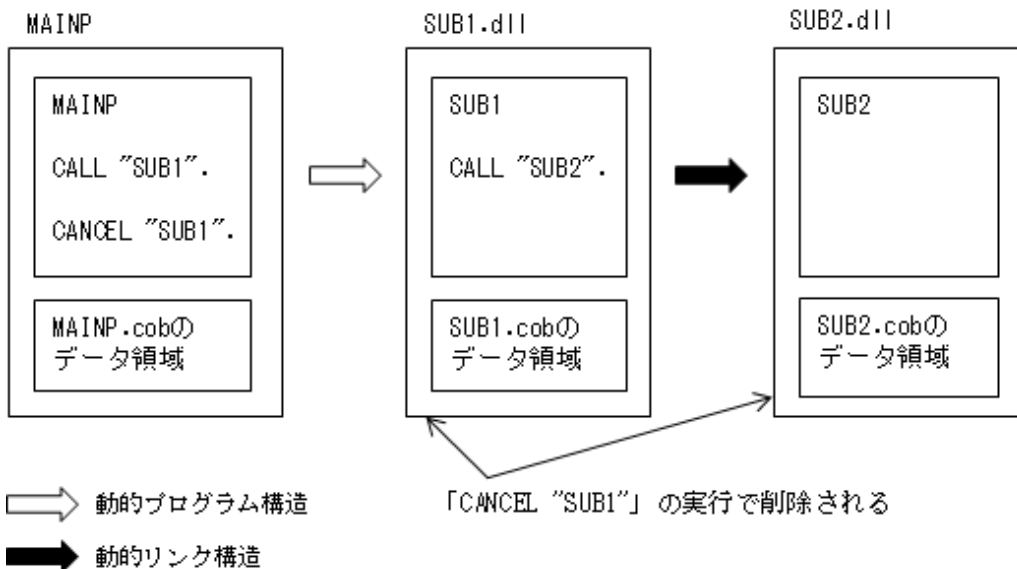 MAINP
MAINP
CALL "SUB1".
CANCEL "SUB1".
MAINP.cobの
データ領域
SUB1.dll
SUB1
CALL "SUB2".
SUB1.cobの
データ領域
SUB2.dll
SUB2
SUB2.cobの
データ領域
動的プログラム構造
動的リンク構造
「CANCEL "SUB1"」の実行で削除される